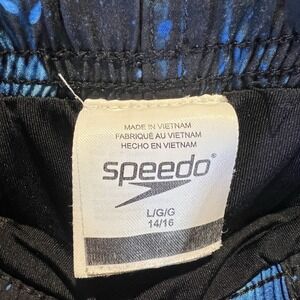 MADE IN VIETNAM
FABRIQUÉ AU VIETNAM
HECHO EN VIETNAM
speedo®
L/G/G
14/16